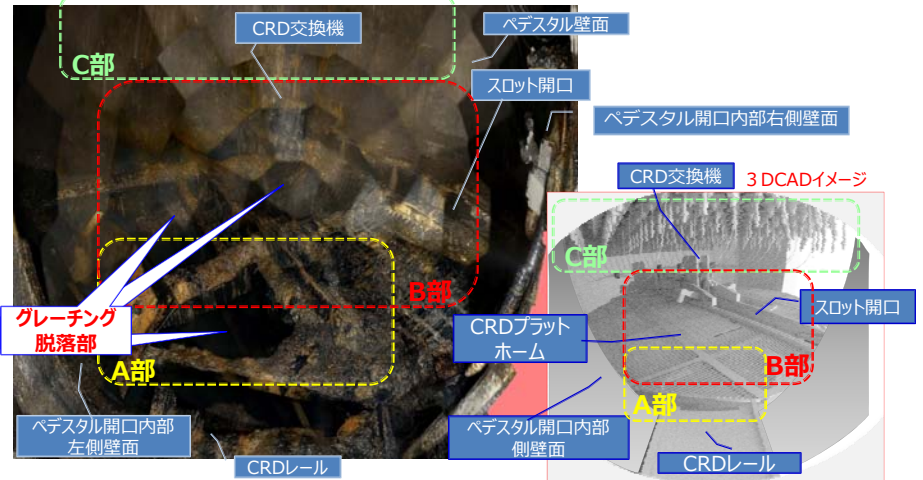 CRD交換機
ペデスタル壁面
C部
スロット開口
ペデスタル開口内部右側壁面
CRD交換機
３DCADイメージ
C部
B部
スロット開口
グレーチング
脱落部
CRDプラット
ホーム
A部
B部
A部
ペデスタル開口内部
左側壁面
ペデスタル開口内部
側壁面
CRDレール
CRDレール